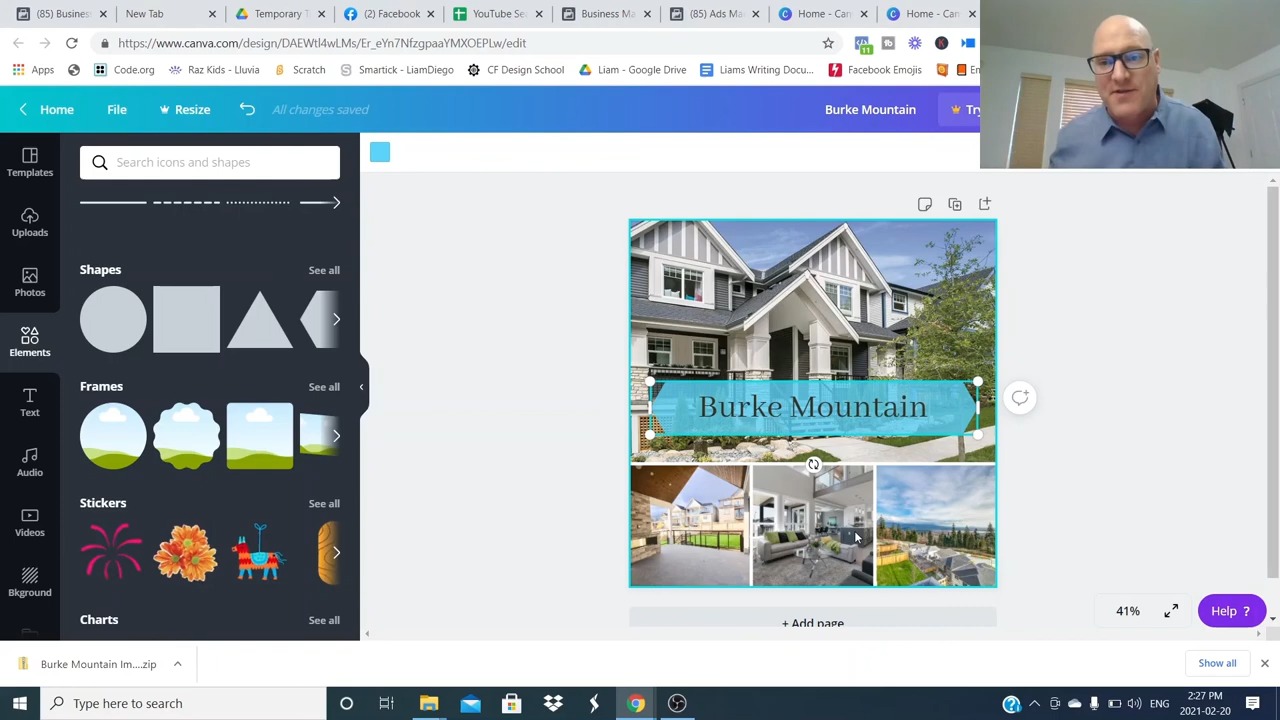 (85) Busines
New Tab
Temporary T
(2) Facebook
YouTube Se
Business Ma
(85) Ads Ma
Home - Can
Home - Can
https://www.canva.com/design/DAEWtl4wLMs/Er_eYn7NfzgpaaYMXOEPLw/edit
11
Apps
Code.org
Raz Kids - Lluvia
Scratch
Smartick - LiamDiego
CF Design School
Liam - Google Drive
Liams Writing Docu...
Facebook Emojis
Em
Home
File
Resize
All changes saved
Burke Mountain
Try
Templates
Uploads
Photos
Elements
Text
Audio
Videos
Bkground
Search icons and shapes
Shapes
See all
Frames
See all
Stickers
See all
Charts
See all
Burke Mountain
+ Add page
41%
Help ?
Burke Mountain Im....zip
Show all
Type here to search
ENG
2:27 PM
2021-02-20